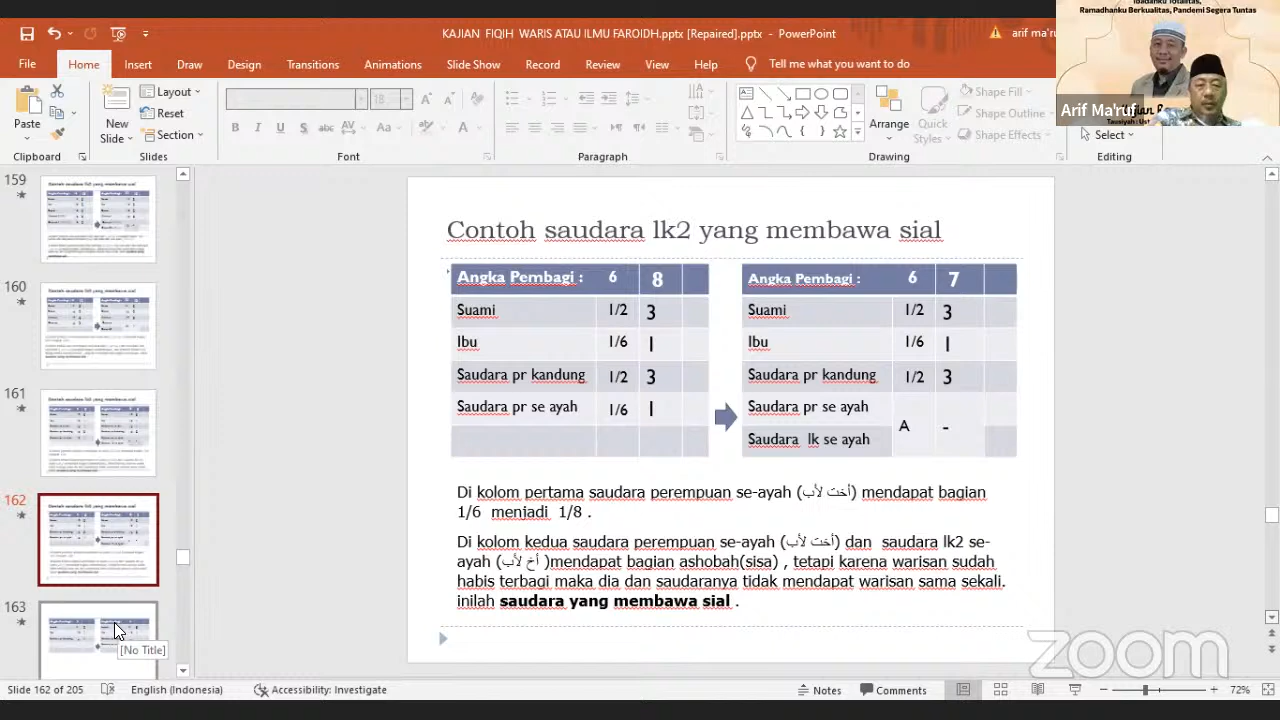 KAJIAN FIQIH WARIS ATAU ILMU FAROIDH.pptx [Repaired].pptx - PowerPoint
arif ma'ru
Ramadhanku Berkualitas, Pandemi Segera Tuntas
Arif Ma'ruf
File Home Insert Draw Design Transitions Animations Slide Show Record Review View Help Tell me what you want to do
Paste
New
Slide
Layout
Reset
Section
18
Arrange
Quick
Styles
Shape Fill
Shape Outline
Shape Effects
Select
Clipboard Slides Font Paragraph Drawing Editing
159
160
161
162
163
[No Title]
Contoh saudara lk2 yang membawa sial
Angka Pembagi : 6 8
Suami 1/2 3
Ibu 1/6 1
Saudara pr kandung 1/2 3
Saudara pr se ayah 1/6 1
Angka Pembagi : 6 7
Suami 1/2 3
Ibu 1/6 1
Saudara pr kandung 1/2 3
Saudara pr se ayah
A -
Saudara lk se ayah
Di kolom pertama saudara perempuan se-ayah (أخت لأب) mendapat bagian
1/6 menjadi 1/8 .
Di kolom kedua saudara perempuan se-ayah (أخت لأب) dan saudara lk2 se-
ayah (أخ لأب )mendapat bagian ashobah(sisa), tetapi karena warisan sudah
habis terbagi maka dia dan saudaranya tidak mendapat warisan sama sekali.
inilah saudara yang membawa sial .
zoom
Slide 162 of 205 English (Indonesia) Accessibility: Investigate Notes Comments 72%